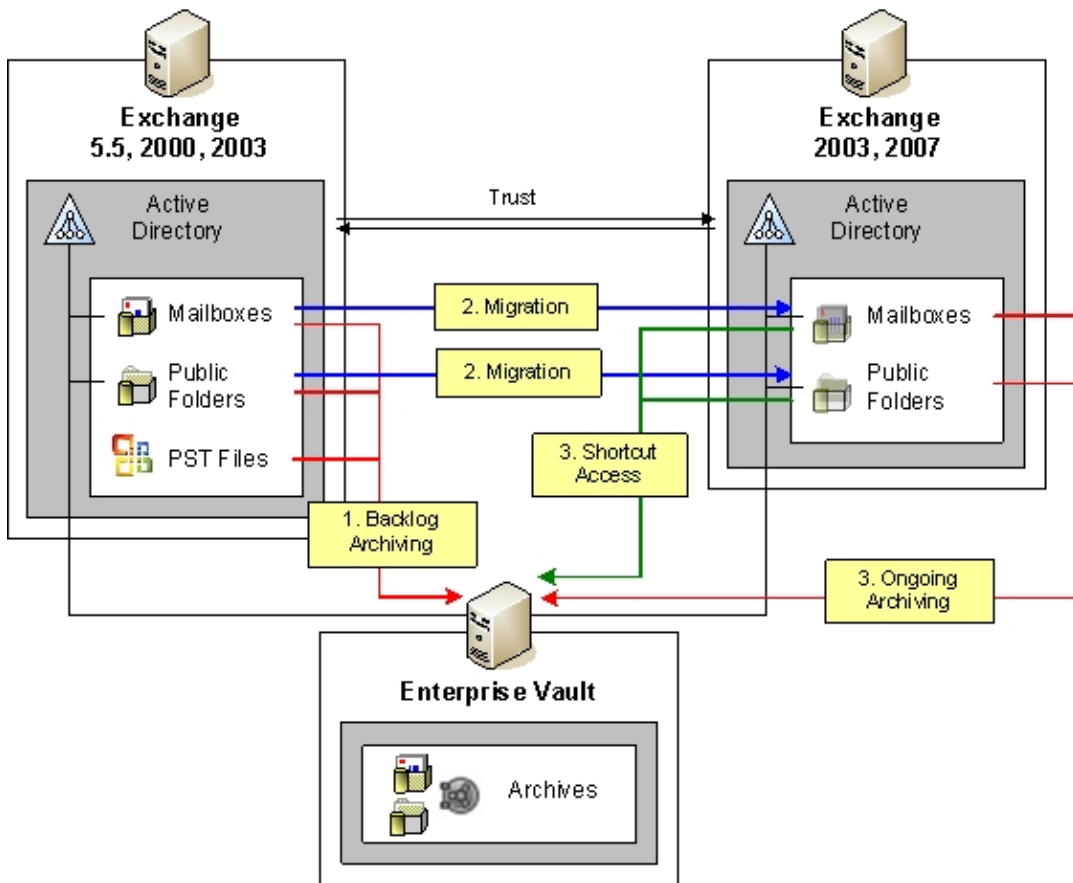 Exchange
5.5, 2000, 2003
Exchange
2003, 2007
Active
Directory
Trust
Active
Directory
Mailboxes
2. Migration
Mailboxes
Public
Folders
2. Migration
Public
Folders
PST Files
3. Shortcut
Access
1. Backlog
Archiving
3. Ongoing
Archiving
Enterprise Vault
Archives